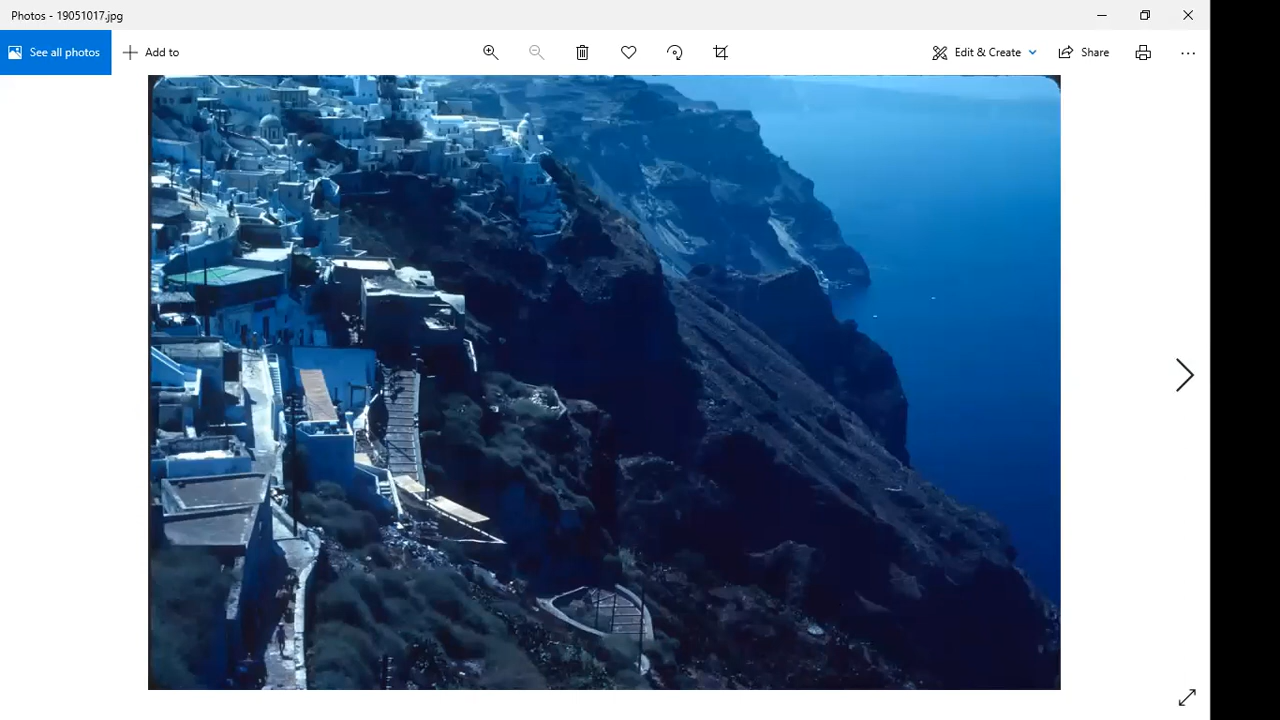 Photos - 19051017.jpg
See all photos
Add to
Edit & Create
Share